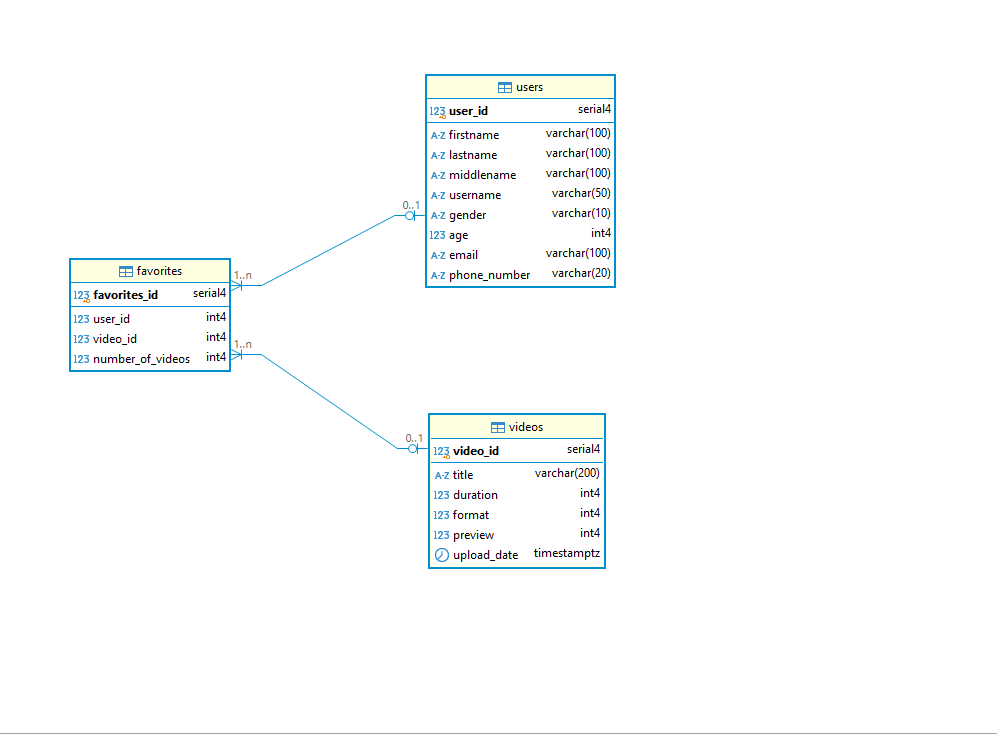 users
123 user_id serial4
A-Z firstname varchar(100)
A-Z lastname varchar(100)
A-Z middlename varchar(100)
A-Z username varchar(50)
A-Z gender varchar(10)
123 age int4
A-Z email varchar(100)
A-Z phone_number varchar(20)
0..1
1..n
favorites
123 favorites_id serial4
123 user_id int4
123 video_id int4
123 number_of_videos int4
1..n
0..1
videos
123 video_id serial4
A-Z title varchar(200)
123 duration int4
123 format int4
123 preview int4
upload_date timestamptz